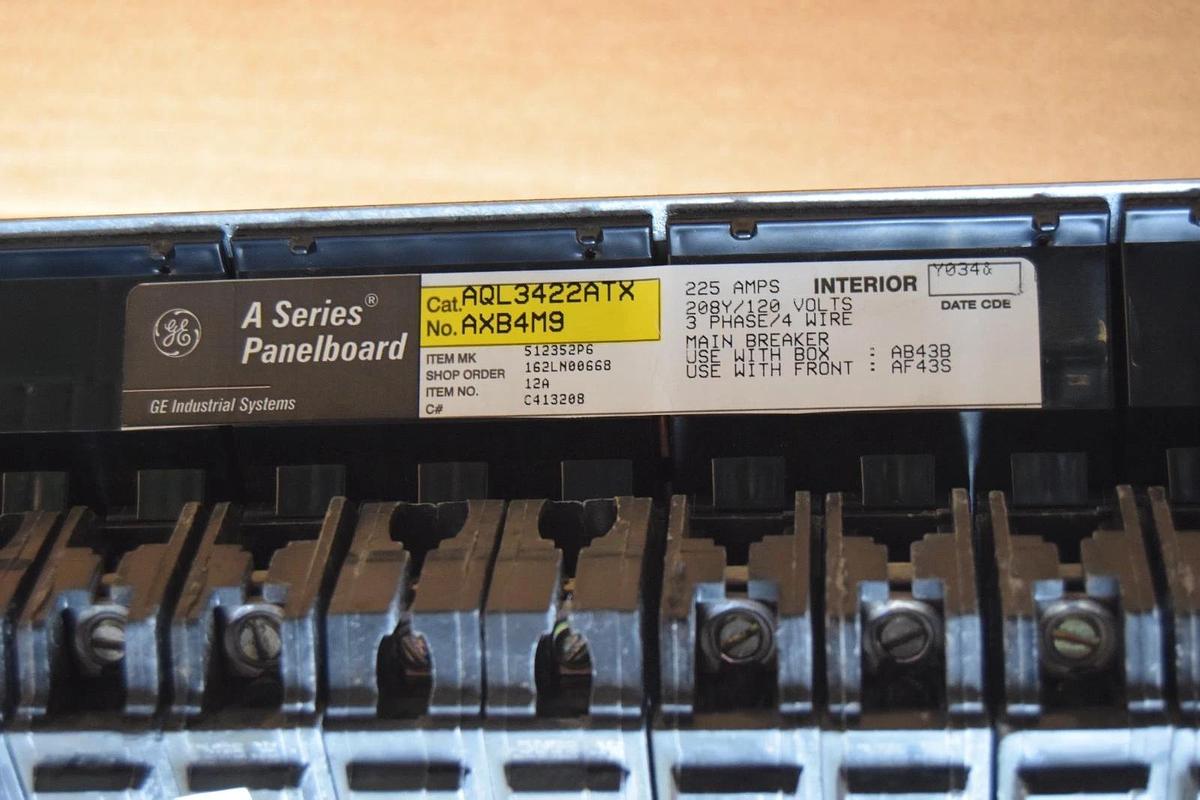 GE
A Series®
Panelboard
GE Industrial Systems
Cat. AQL3422ATX
No. AXB4M9
ITEM MK 512352P6
SHOP ORDER 162LN00668
ITEM NO. 12A
C# C413208
225 AMPS INTERIOR Y034&
208Y/120 VOLTS DATE CDE
3 PHASE/4 WIRE
MAIN BREAKER
USE WITH BOX : AB43B
USE WITH FRONT : AF43S